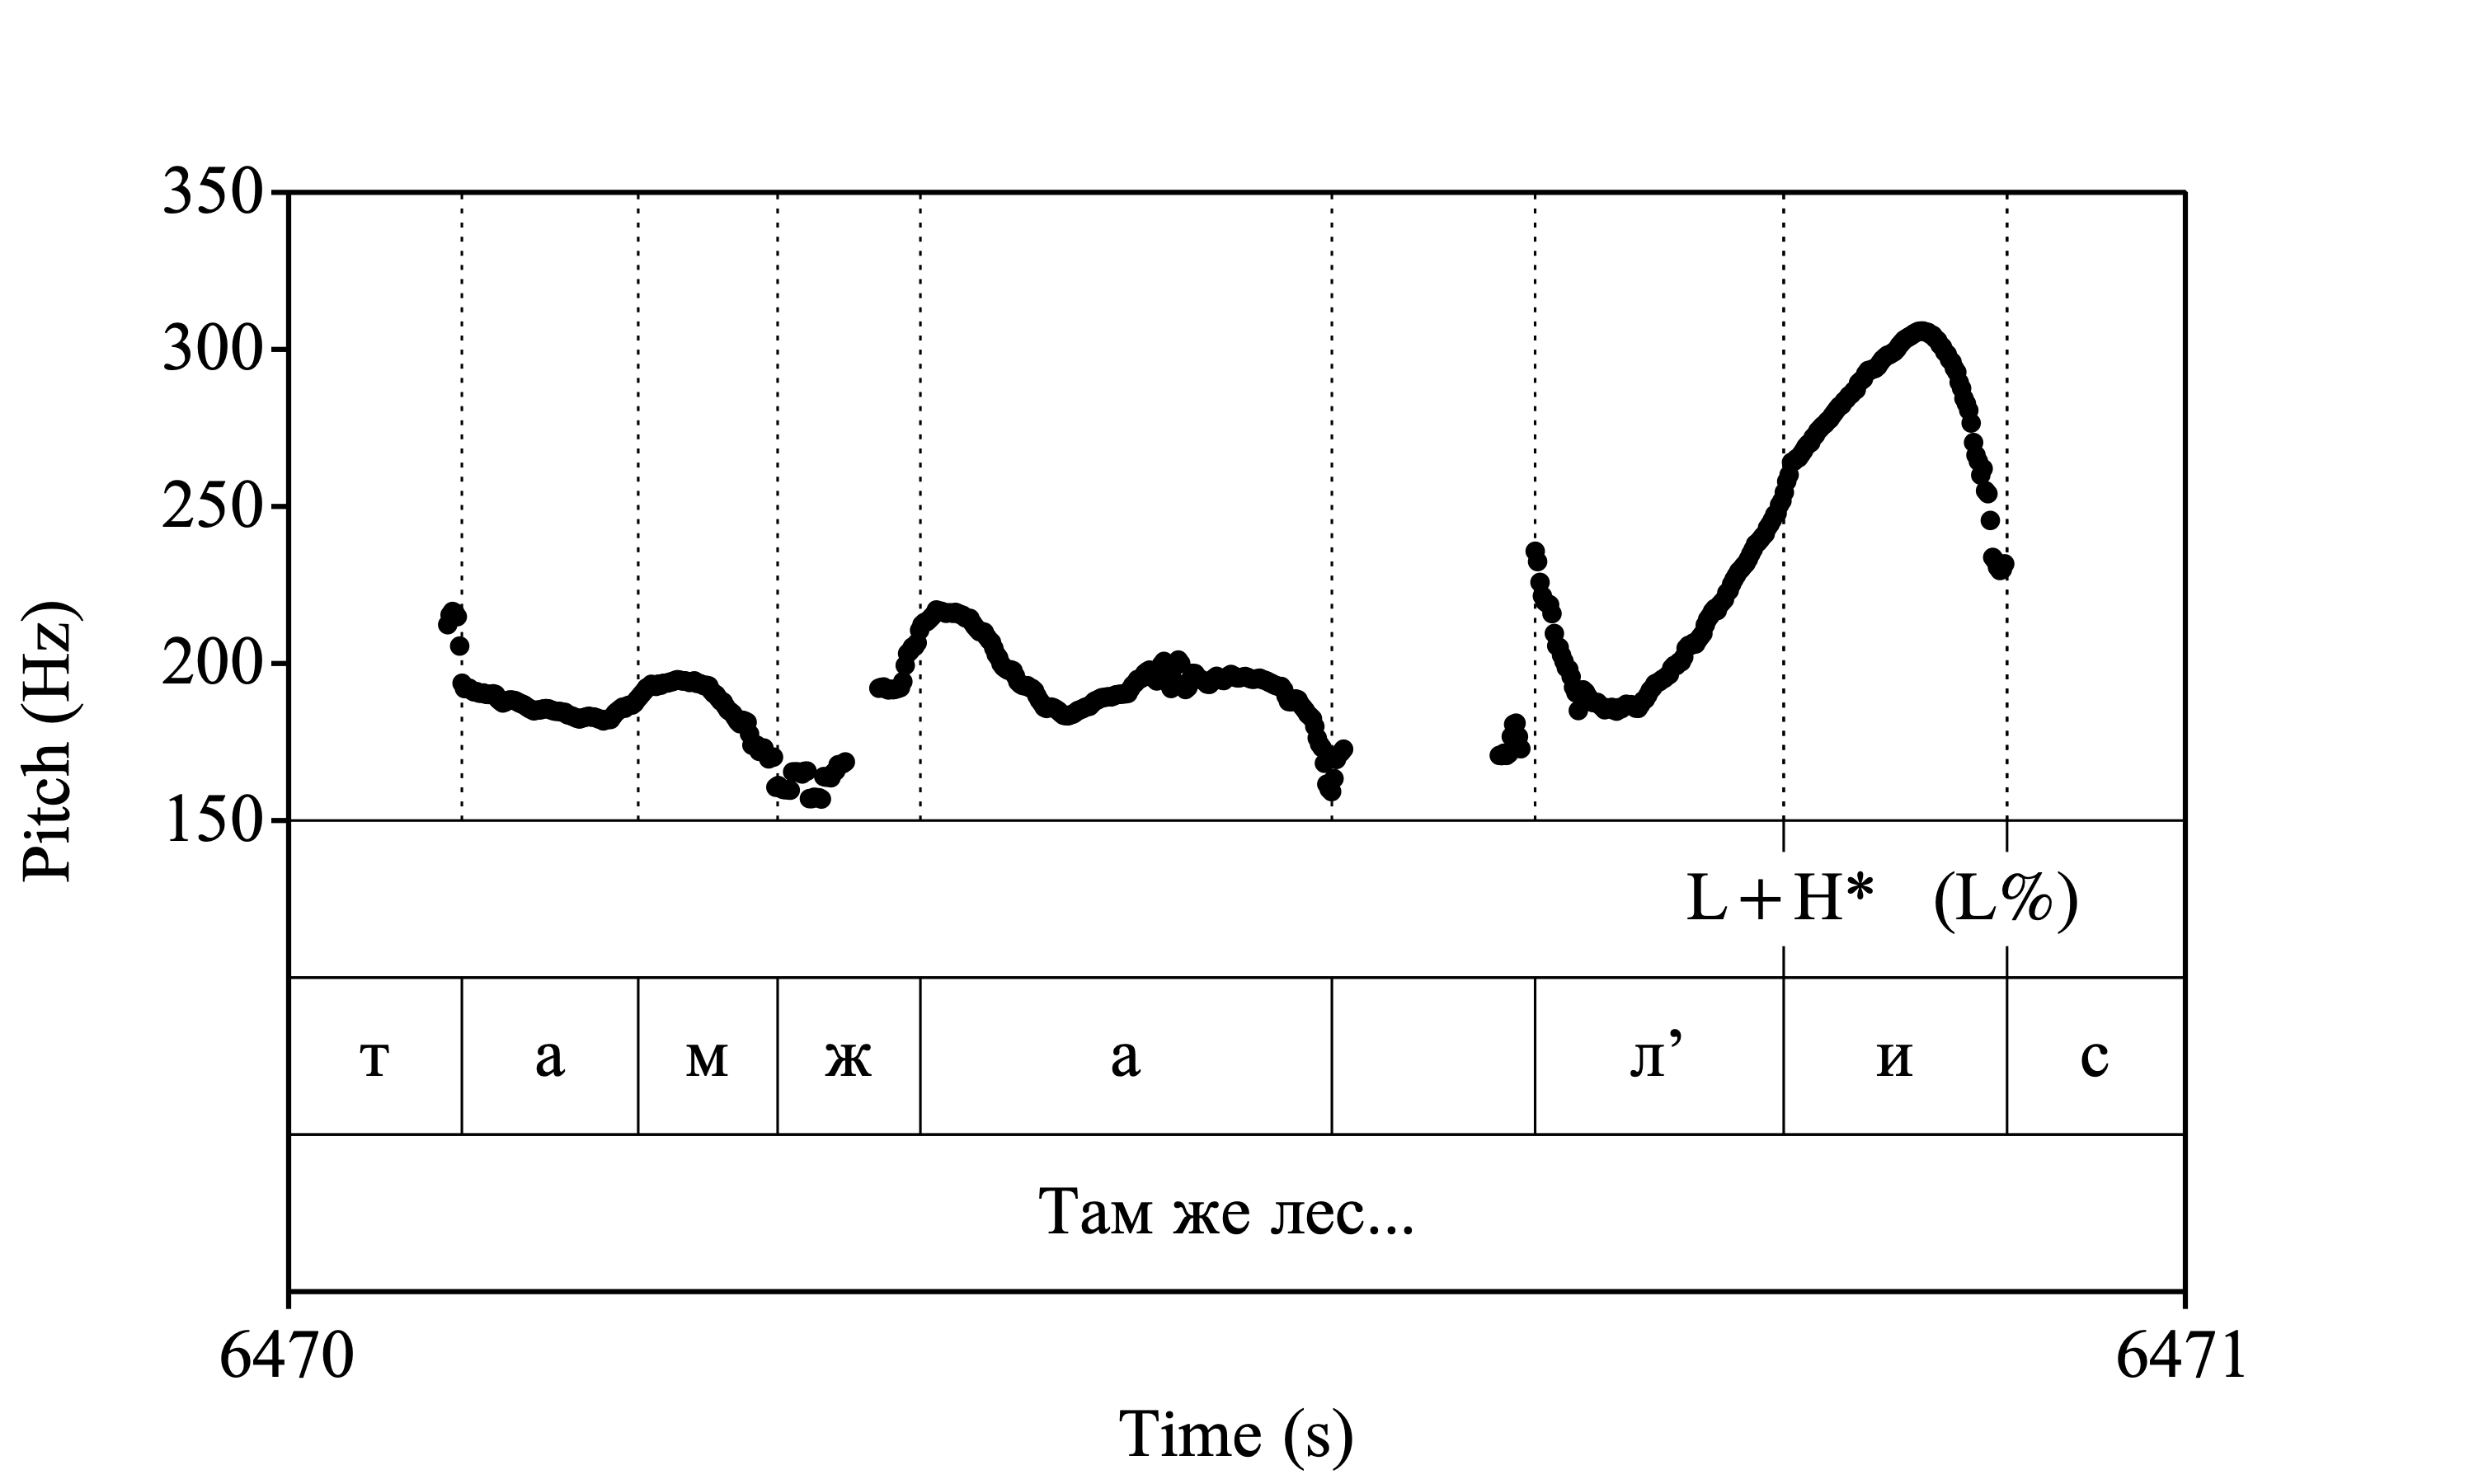 350
300
250
200
150
Pitch (Hz)
L+H* (L%)
т а м ж а л’ и с
Там же лес...
6470 6471
Time (s)